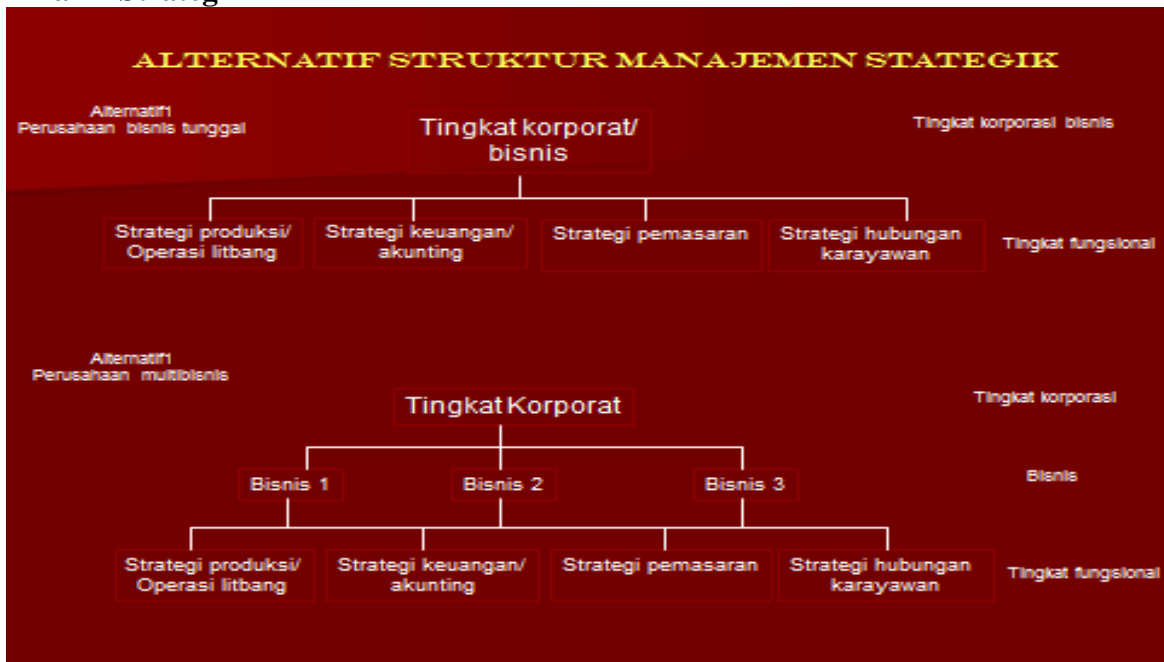 ALTERNATIF STRUKTUR MANAJEMEN STATEGIK
Alternatif1
Perusahaan bisnis tunggal
Tingkat korporat/
bisnis
Tingkat korporasi bisnis
Strategi produksi/
Operasi litbang
Strategi keuangan/
akunting
Strategi pemasaran
Strategi hubungan
karayawan
Tingkat fungsional
Alternatif1
Perusahaan multibisnis
Tingkat Korporat
Tingkat korporasi
Bisnis 1
Bisnis 2
Bisnis 3
Bisnis
Strategi produksi/
Operasi litbang
Strategi keuangan/
akunting
Strategi pemasaran
Strategi hubungan
karayawan
Tingkat fungsional